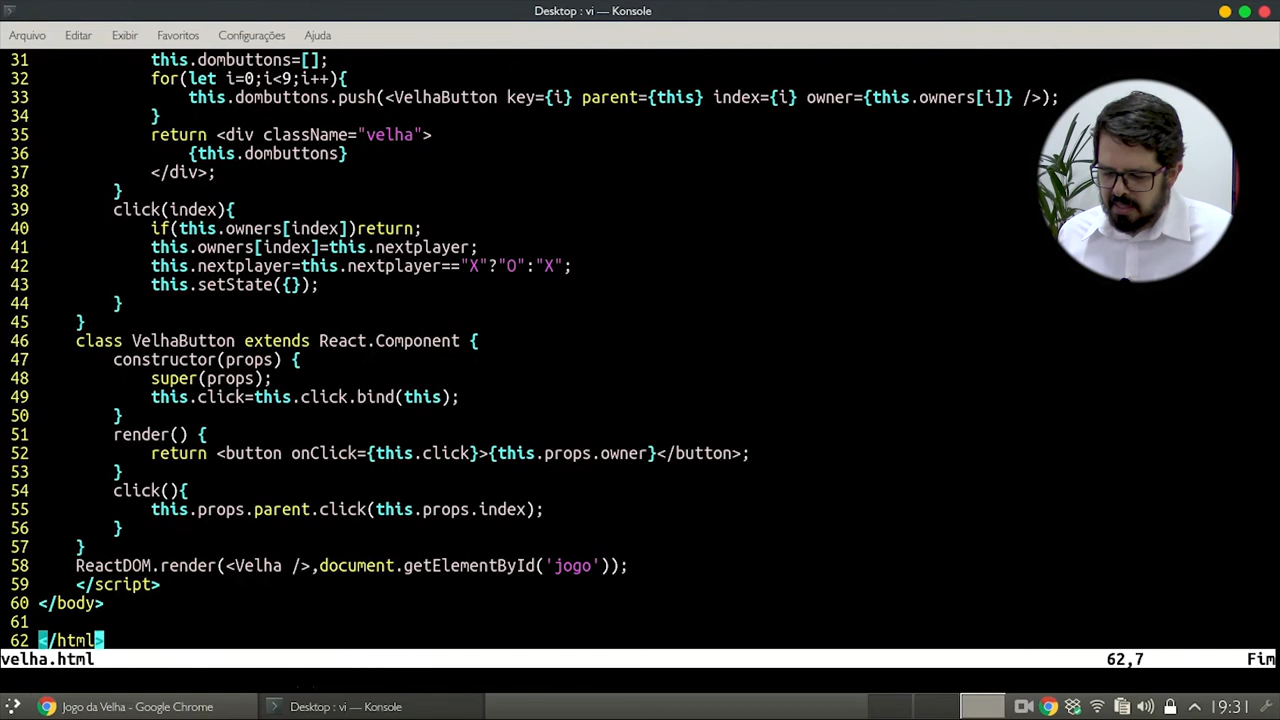 Desktop : vi — Konsole
Arquivo Editar Exibir Favoritos Configurações Ajuda
31 this.dombuttons=[];
32 for(let i=0;i<9;i++){
33 this.dombuttons.push(<VelhaButton key={i} parent={this} index={i} owner={this.owners[i]} />);
34 }
35 return <div className="velha">
36 {this.dombuttons}
37 </div>;
38 }
39 click(index){
40 if(this.owners[index])return;
41 this.owners[index]=this.nextplayer;
42 this.nextplayer=this.nextplayer=="X"?"O":"X";
43 this.setState({});
44 }
45 }
46 class VelhaButton extends React.Component {
47 constructor(props) {
48 super(props);
49 this.click=this.click.bind(this);
50 }
51 render() {
52 return <button onClick={this.click}>{this.props.owner}</button>;
53 }
54 click(){
55 this.props.parent.click(this.props.index);
56 }
57 }
58 ReactDOM.render(<Velha />,document.getElementById('jogo'));
59 </script>
60 </body>
61
62 </html>
velha.html 62,7 Fim
Jogo da Velha - Google Chrome Desktop : vi — Konsole 19:31